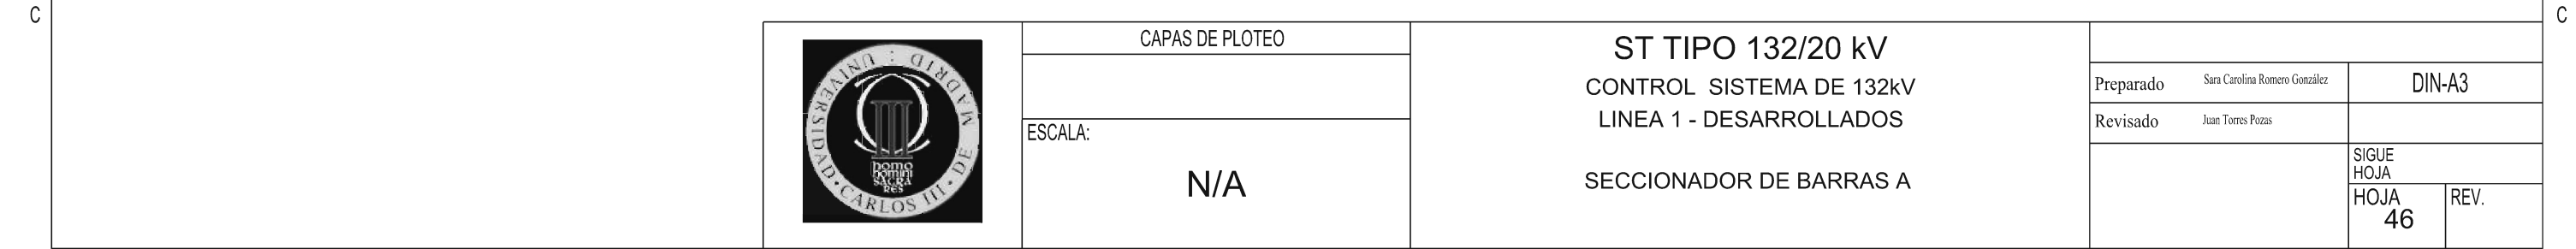 C
C
UNIVERSIDAD · CARLOS III · DE MADRID :
homo
homini
SACRA
RES
CAPAS DE PLOTEO
ESCALA:
N/A
ST TIPO 132/20 kV
CONTROL SISTEMA DE 132kV
LINEA 1 - DESARROLLADOS
SECCIONADOR DE BARRAS A
Preparado Sara Carolina Romero González
DIN-A3
Revisado Juan Torres Pozas
SIGUE
HOJA
HOJA
46
REV.